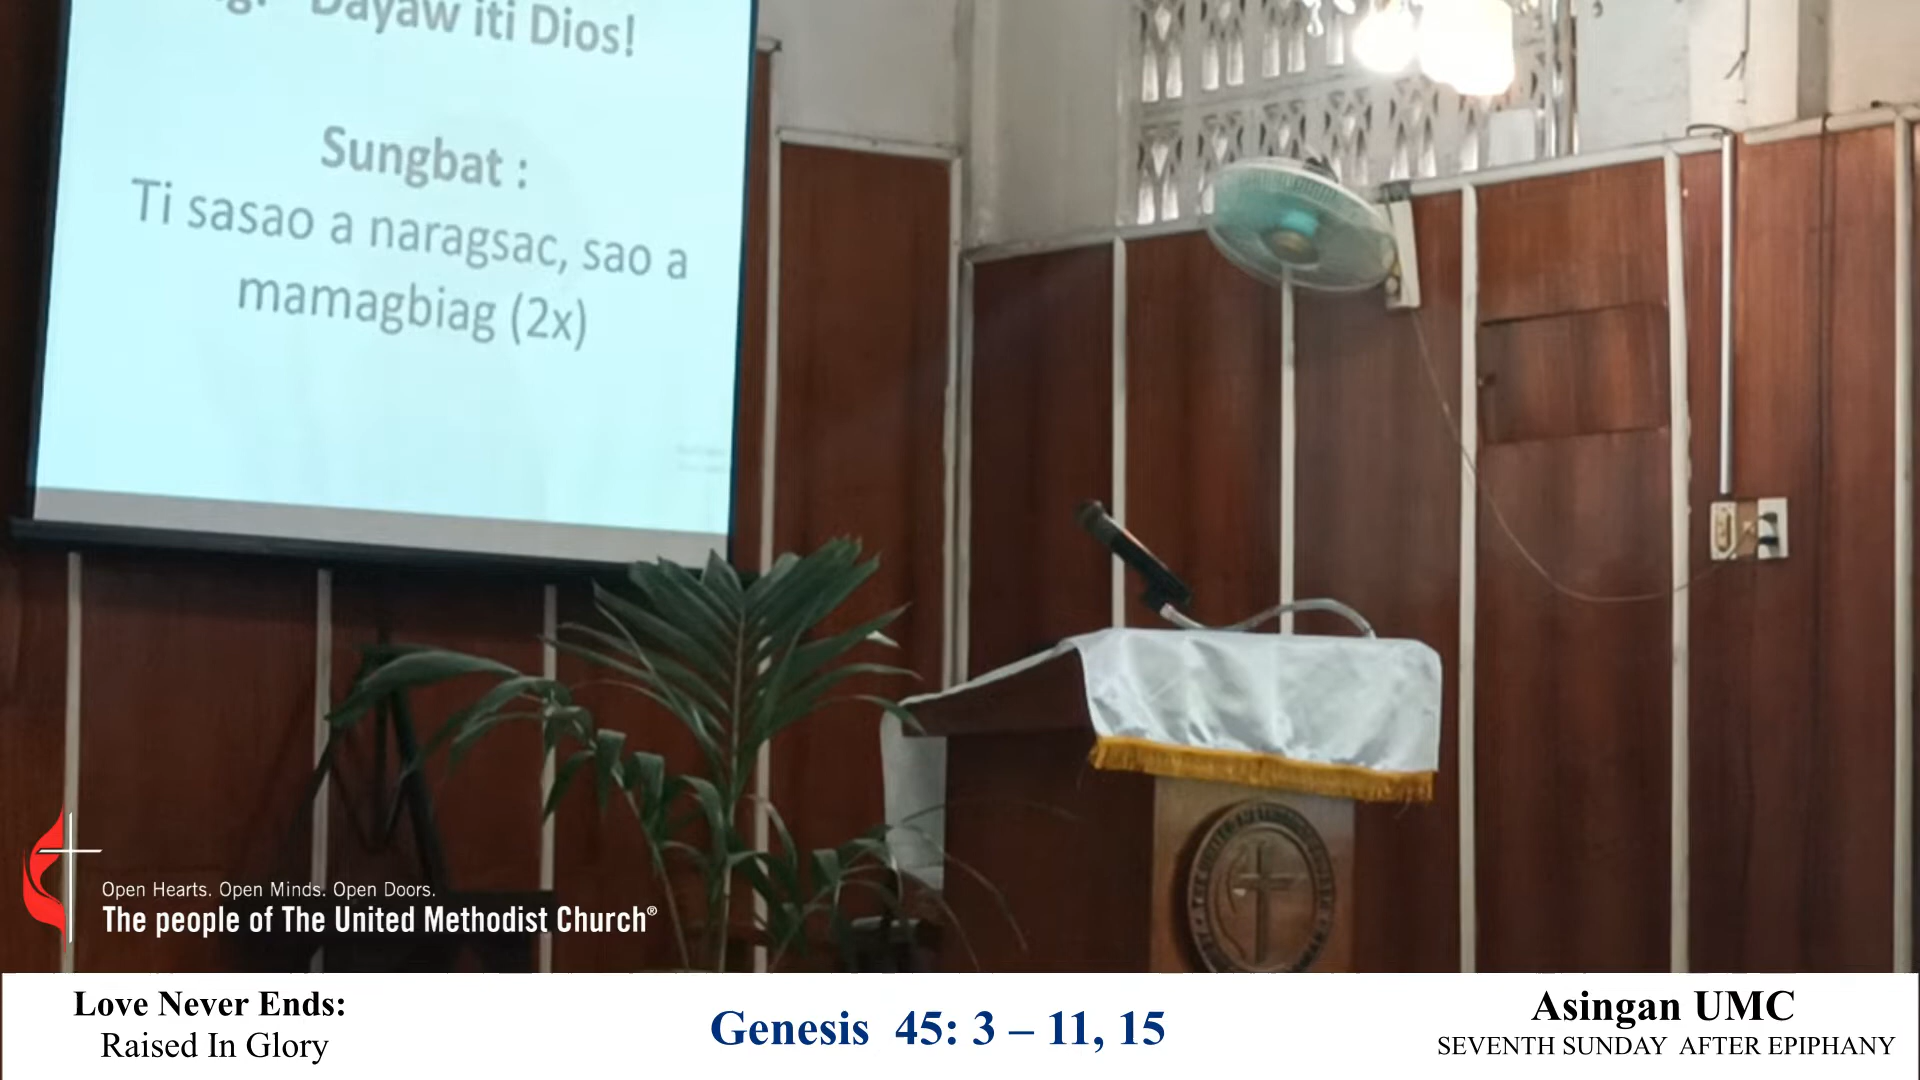 Dayaw iti Dios!
Sungbat :
Ti sasao a naragsac, sao a
mamagbiag (2x)
Open Hearts. Open Minds. Open Doors.
The people of The United Methodist Church®
Love Never Ends:
Raised In Glory
Genesis 45: 3 – 11, 15
Asingan UMC
SEVENTH SUNDAY AFTER EPIPHANY